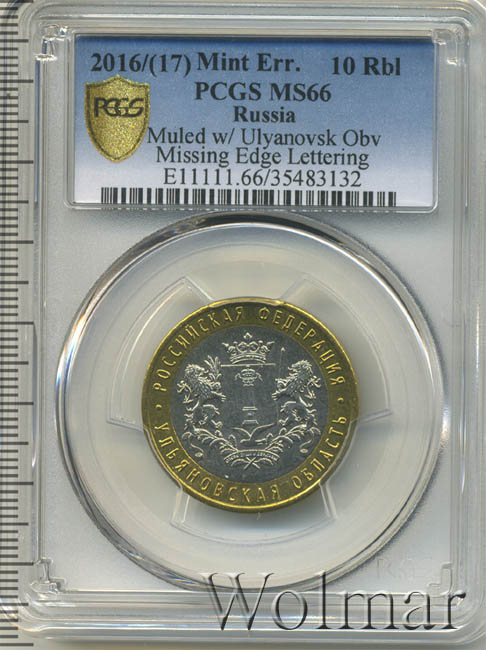 2016/(17) Mint Err. 10 Rbl
PCGS MS66
Russia
Muled w/ Ulyanovsk Obv
Missing Edge Lettering
E11111.66/35483132
PCGS
РОССИЙСКАЯ ФЕДЕРАЦИЯ
УЛЬЯНОВСКАЯ ОБЛАСТЬ
Wolmar